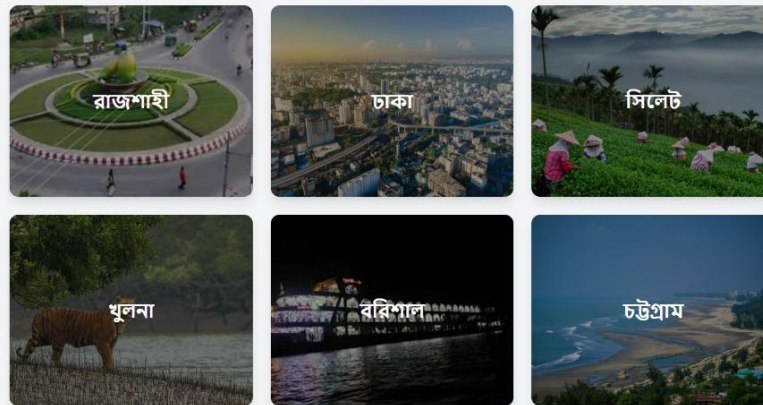 রাজশাহী
ঢাকা
সিলেট
খুলনা
বরিশাল
চট্টগ্রাম